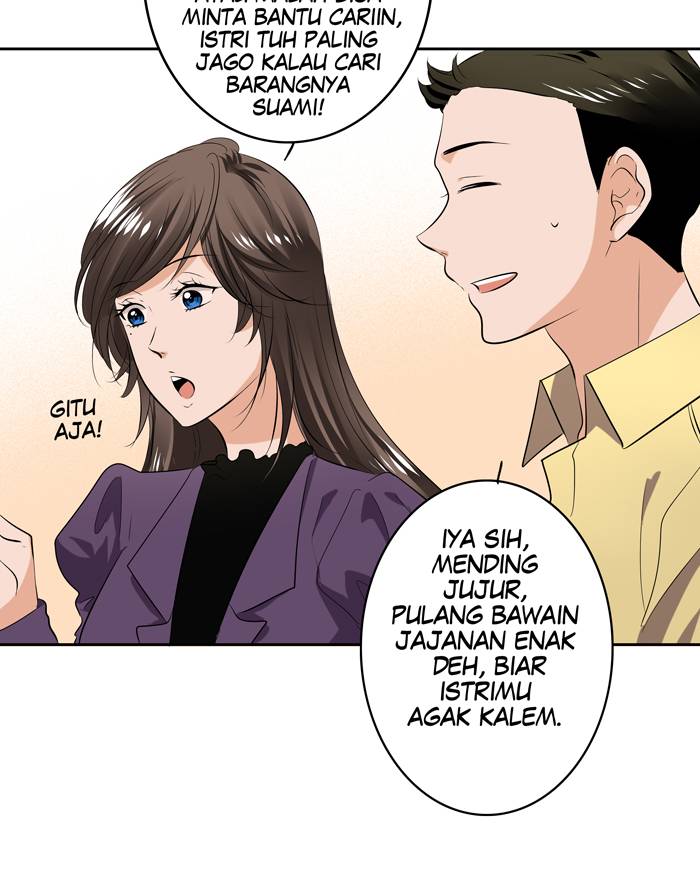 MINTA BANTU CARIIN,
ISTRI TUH PALING
JAGO KALAU CARI
BARANGNYA
SUAMI!
GITU
AJA!
IYA SIH,
MENDING
JUJUR,
PULANG BAWAIN
JAJANAN ENAK
DEH, BIAR
ISTRIMU
AGAK KALEM.